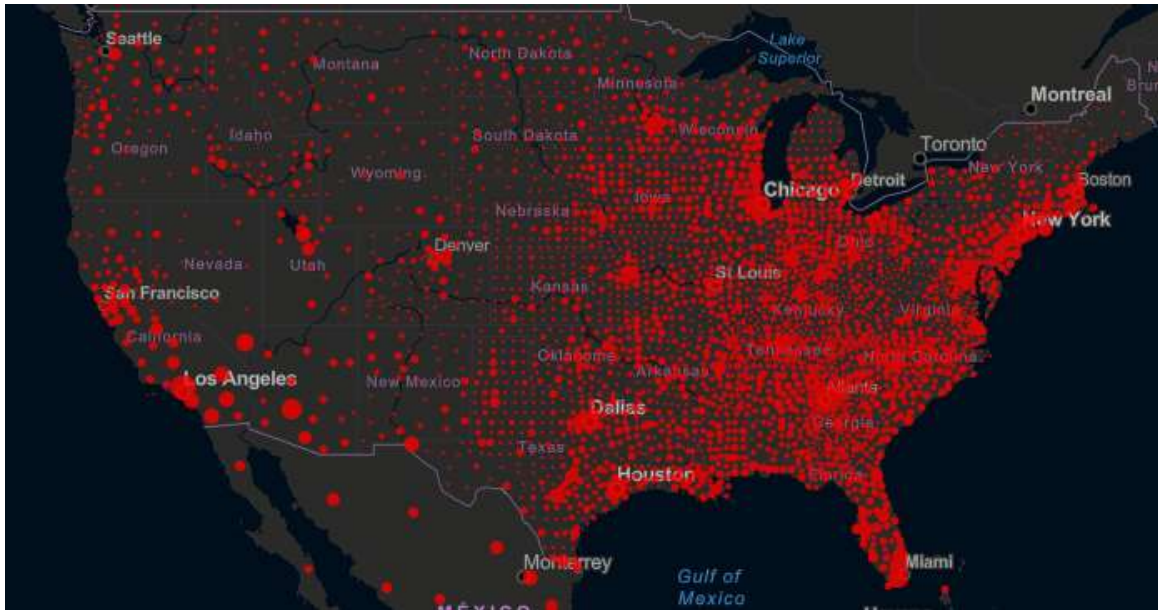 Seattle
Lake
Superior
North Dakota
Montana
Minnesota
Montreal
Wisconsin
South Dakota
Idaho
Oregon
Toronto
New York
Wyoming
Chicago
Detroit
Boston
Nebraska
Iowa
New York
Ohio
Denver
Nevada
Utah
St Louis
Kansas
San Francisco
Kentucky
Virginia
California
Oklahoma
Tennessee
North Carolina
Arkansas
New Mexico
Los Angeles
Atlanta
Dallas
Georgia
Texas
Houston
Florida
Monterrey
Miami
Gulf of
Mexico
MÉXICO